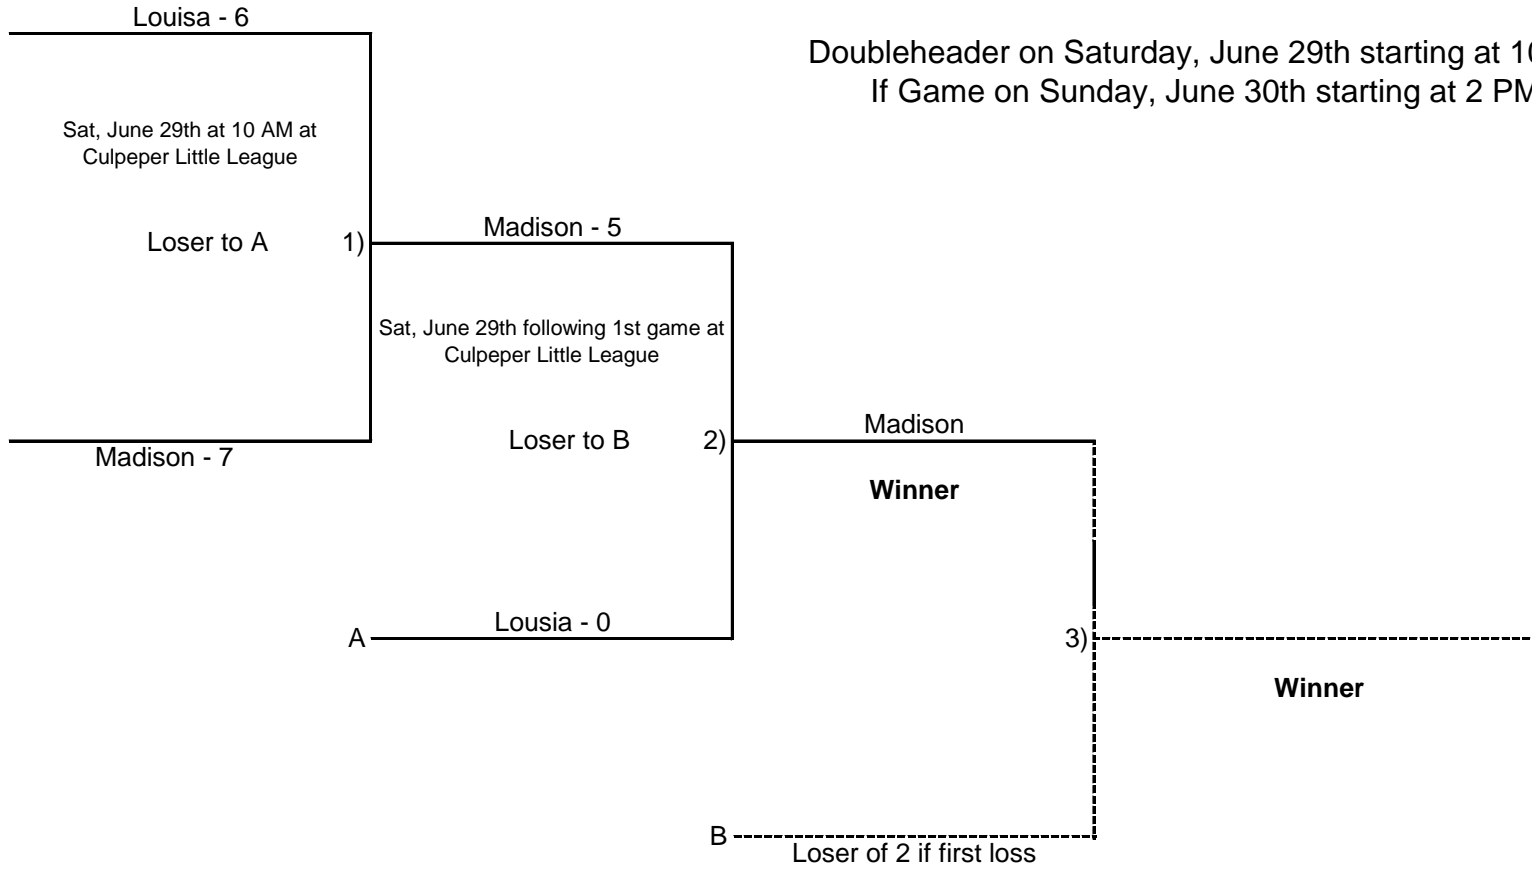 Louisa - 6
Doubleheader on Saturday, June 29th starting at
If Game on Sunday, June 30th starting at 2 PM
Sat, June 29th at 10 AM at
Culpeper Little League
Loser to A
1)
Madison - 5
Sat, June 29th following 1st game at
Culpeper Little League
Madison - 7
Loser to B
2)
Madison
Winner
A
Lousia - 0
3)
Winner
B
Loser of 2 if first loss